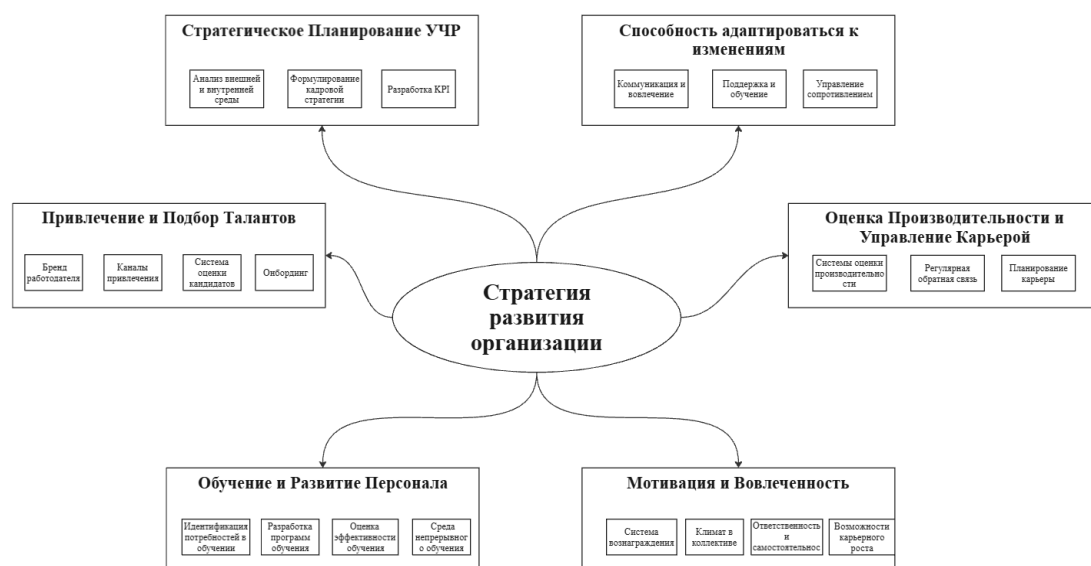 Стратегическое Планирование УЧР
Анализ внешней
и внутренней
среды
Формулирование
кадровой
стратегии
Разработка KPI
Способность адаптироваться к
изменениям
Коммуникация и
вовлечение
Поддержка и
обучение
Управление
сопротивлением
Привлечение и Подбор Талантов
Бренд
работодателя
Каналы
привлечения
Система
оценки
кандидатов
Онбординг
Оценка Производительности и
Управление Карьерой
Системы оценки
производительно
сти
Регулярная
обратная связь
Планирование
карьеры
Стратегия
развития
организации
Обучение и Развитие Персонала
Идентификация
потребностей в
обучении
Разработка
программ
обучения
Оценка
эффективности
обучения
Среда
непрерывног
о обучения
Мотивация и Вовлеченность
Система
вознаграждения
Климат в
коллективе
Ответственность
и
самостоятельнос
Возможности
карьерного
роста